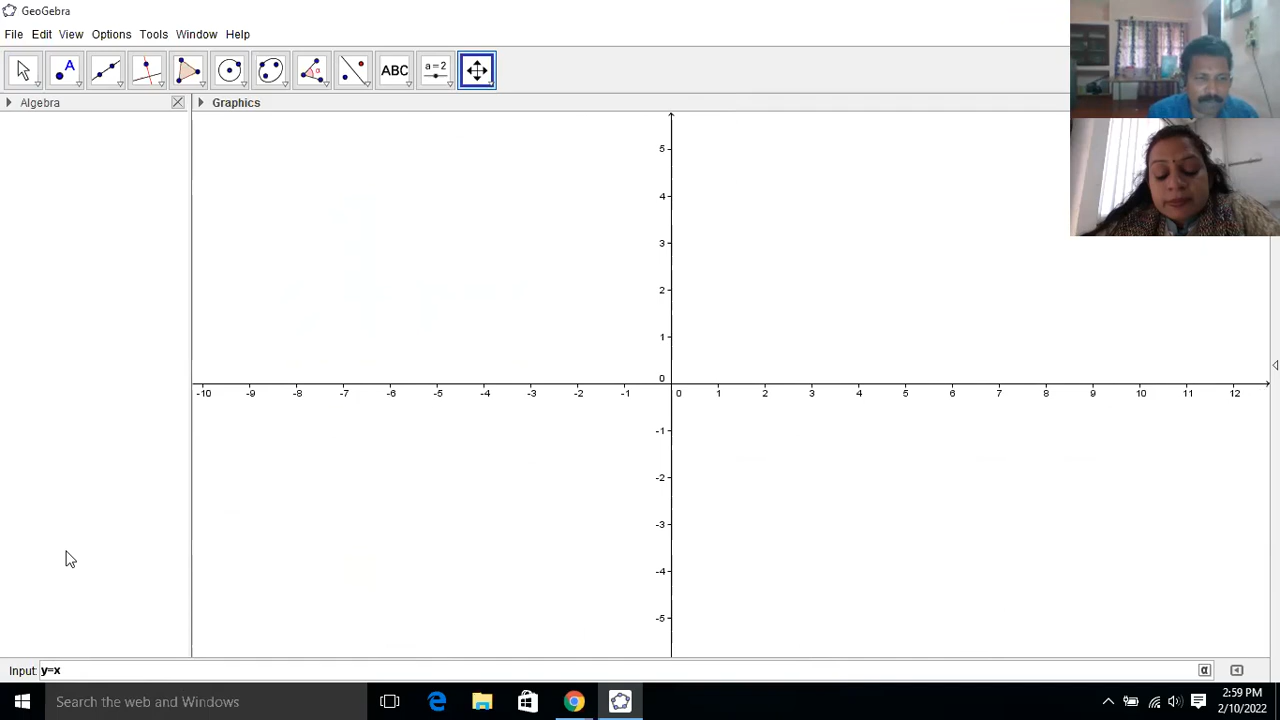 GeoGebra
File Edit View Options Tools Window Help
A ABC a=2
Algebra Graphics
5
4
3
2
1
0
-10 -9 -8 -7 -6 -5 -4 -3 -2 -1 0 1 2 3 4 5 6 7 8 9 10 11 12
-1
-2
-3
-4
-5
Input: y=x α
Search the web and Windows
2:59 PM
2/10/2022